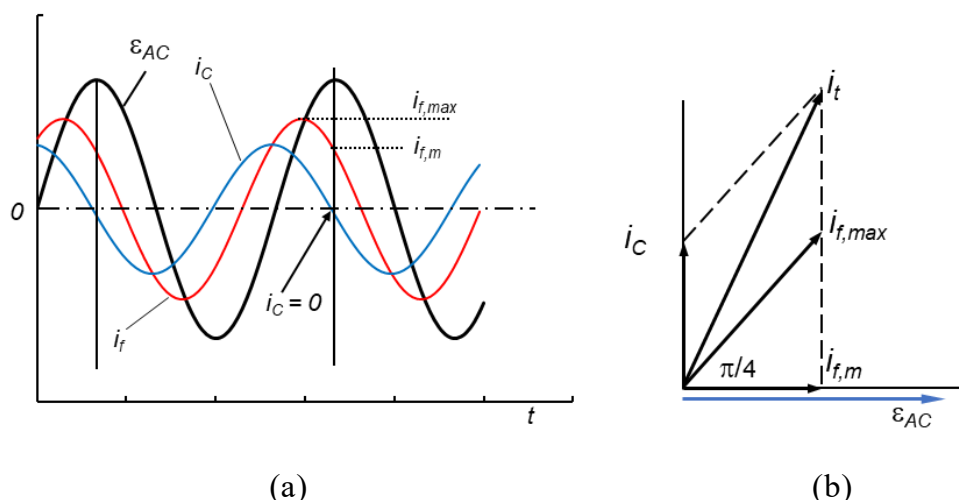 ε_AC
i_C
i_f,max
i_f,m
0
i_C = 0
i_f
t
(a)
i_t
i_C
i_f,max
π/4
i_f,m
ε_AC
(b)